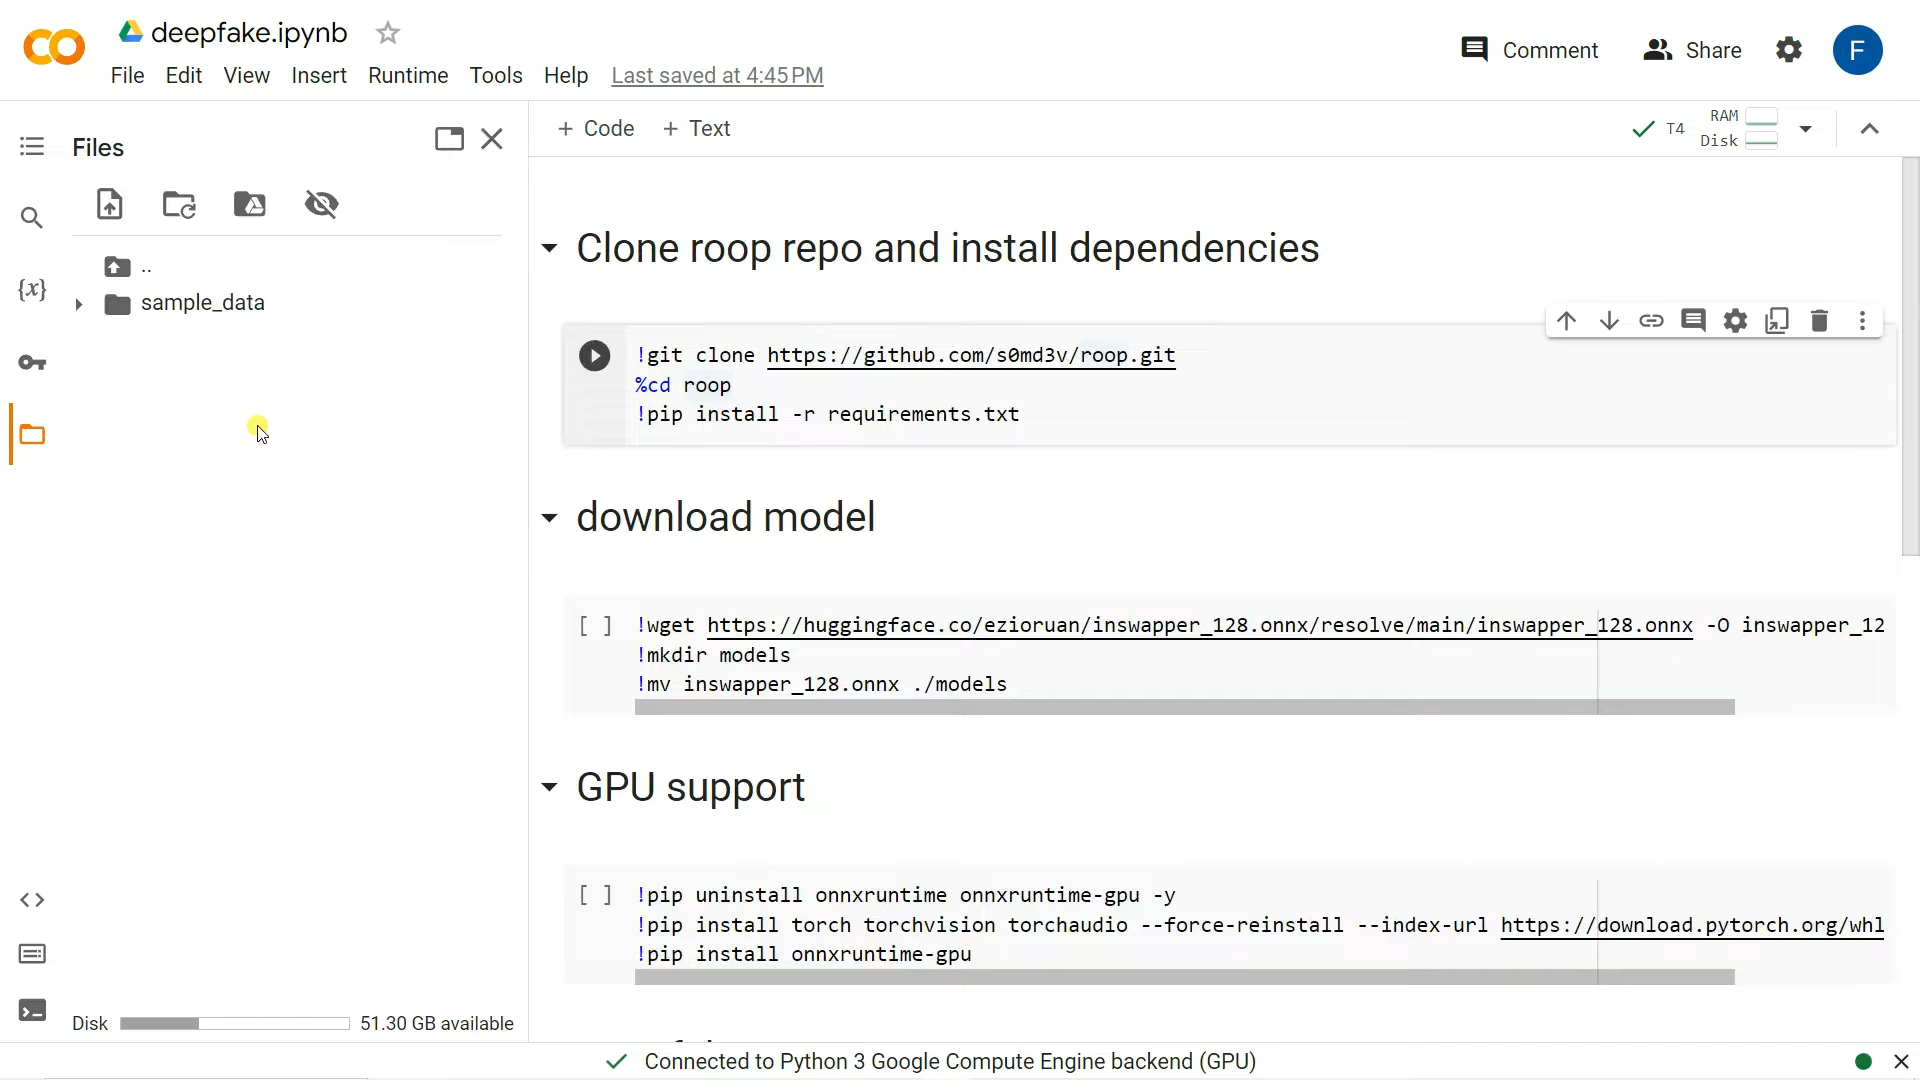 deepfake.ipynb
File Edit View Insert Runtime Tools Help Last saved at 4:45 PM
Comment Share F
Files
+ Code + Text
T4 RAM
Disk
..
sample_data
{x}
Clone roop repo and install dependencies
!git clone https://github.com/s0md3v/roop.git
%cd roop
!pip install -r requirements.txt
download model
[ ] !wget https://huggingface.co/ezioruan/inswapper_128.onnx/resolve/main/inswapper_128.onnx -O inswapper_12
!mkdir models
!mv inswapper_128.onnx ./models
GPU support
[ ] !pip uninstall onnxruntime onnxruntime-gpu -y
!pip install torch torchvision torchaudio --force-reinstall --index-url https://download.pytorch.org/whl
!pip install onnxruntime-gpu
Disk 51.30 GB available
Connected to Python 3 Google Compute Engine backend (GPU)